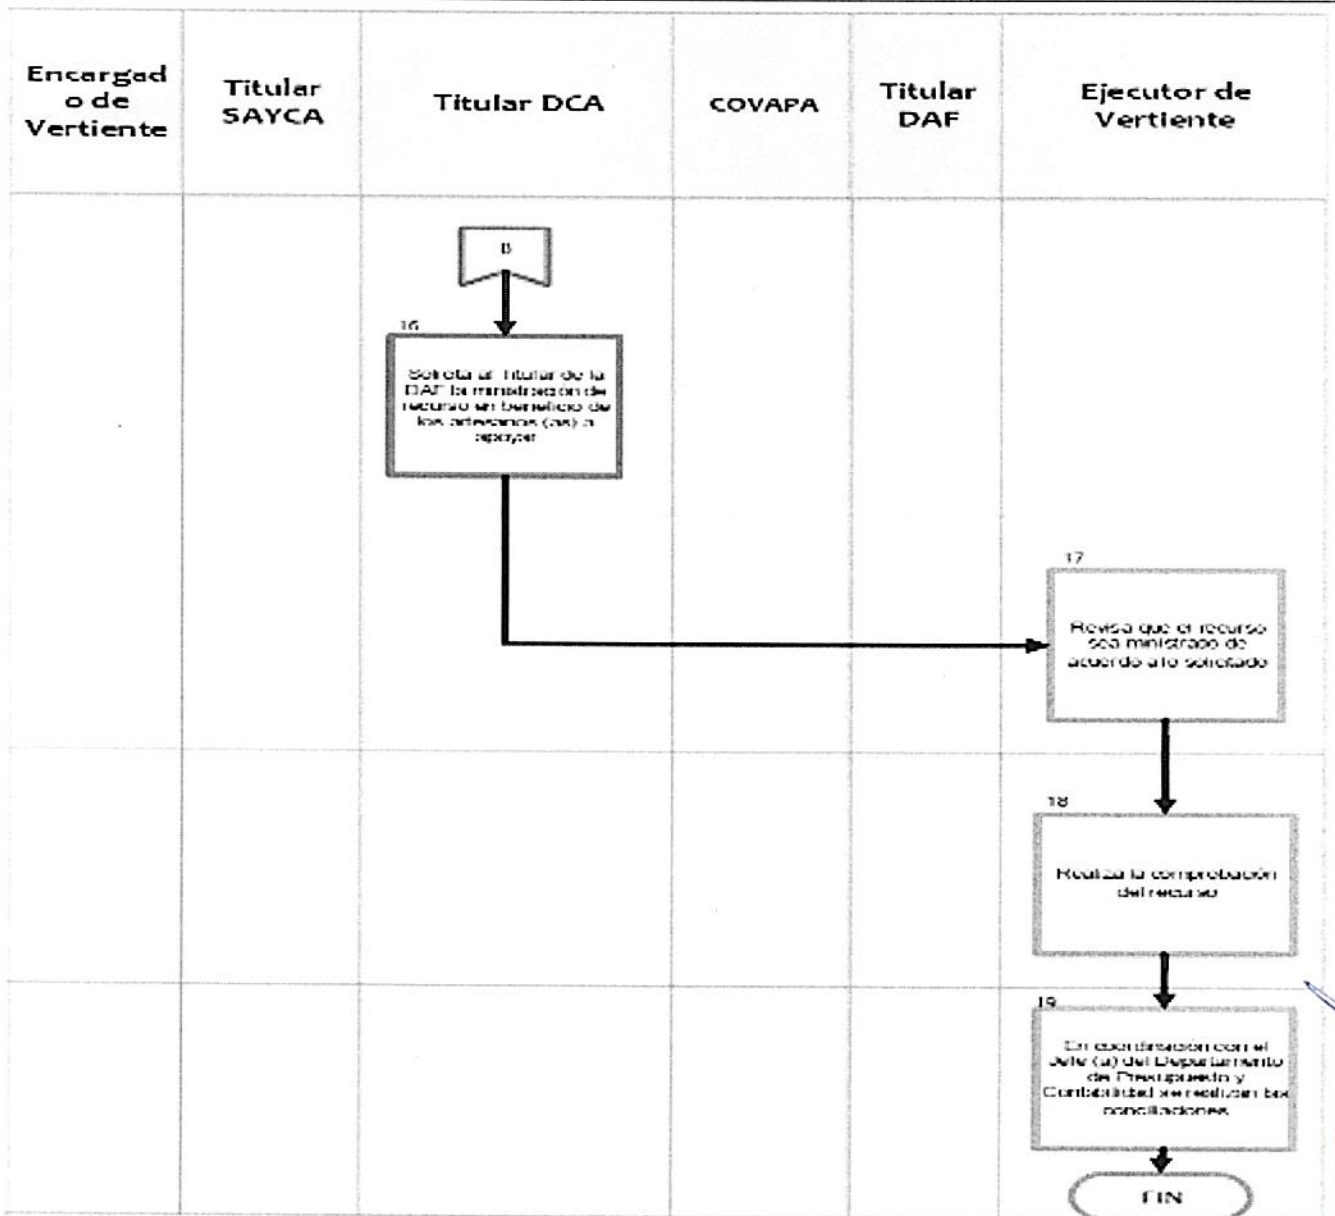 Encargad
o de
Vertiente
Titular
SAYCA
Titular DCA
COVAPA
Titular
DAF
Ejecutor de
Vertiente
B
16
Solicita al Titular de la
DAF la ministración de
recurso en beneficio de
los artesanos (as) a
apoyar
17
Revisa que el recurso
sea ministrado de
acuerdo a lo solicitado
18
Realiza la comprobación
del recurso
19
En coordinación con el
Jefe (a) del Departamento
de Presupuesto y
Contabilidad se realizan las
conciliaciones
FIN